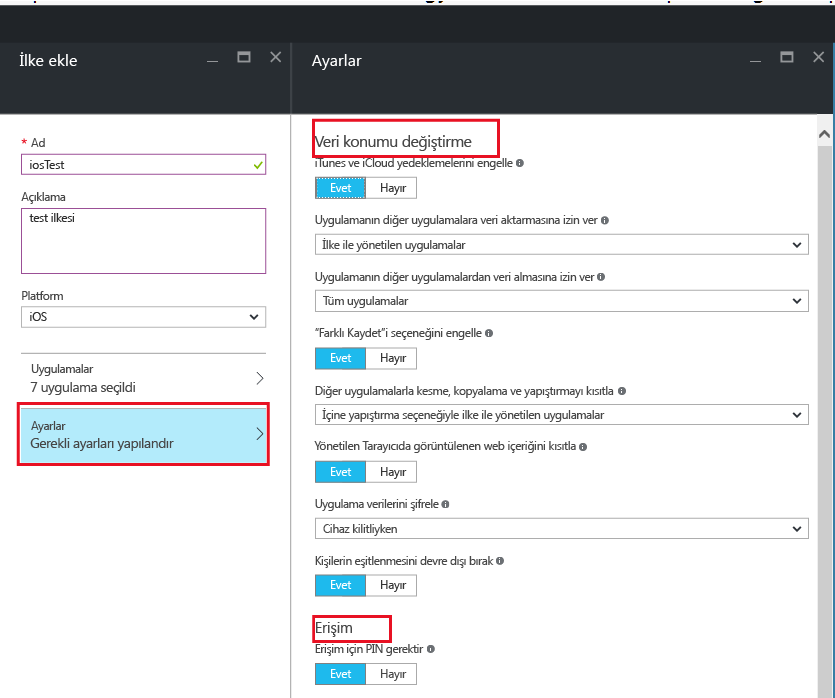 İlke ekle
* Ad
iosTest
Açıklama
test ilkesi
Platform
iOS
Uygulamalar
7 uygulama seçildi
Ayarlar
Gerekli ayarları yapılandır
Ayarlar
Veri konumu değiştirme
iTunes ve iCloud yedeklemelerini engelle
Evet Hayır
Uygulamanın diğer uygulamalara veri aktarmasına izin ver
İlke ile yönetilen uygulamalar
Uygulamanın diğer uygulamalardan veri almasına izin ver
Tüm uygulamalar
"Farklı Kaydet"i seçeneğini engelle
Evet Hayır
Diğer uygulamalarla kesme, kopyalama ve yapıştırmayı kısıtla
İçine yapıştırma seçeneğiyle ilke ile yönetilen uygulamalar
Yönetilen Tarayıcıda görüntülenen web içeriğini kısıtla
Evet Hayır
Uygulama verilerini şifrele
Cihaz kilitliyken
Kişilerin eşitlenmesini devre dışı bırak
Evet Hayır
Erişim
Erişim için PIN gerektir
Evet Hayır